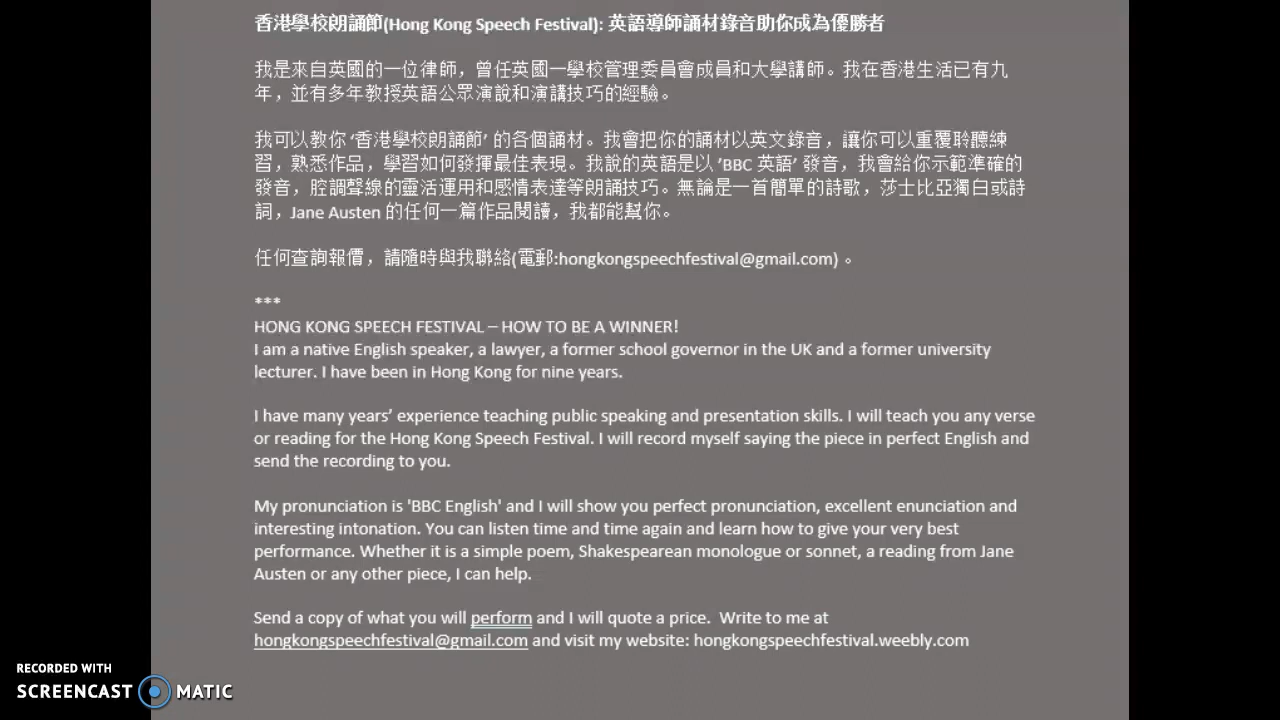 香港學校朗誦節(Hong Kong Speech Festival): 英語導師誦材錄音助你成為優勝者
我是來自英國的一位律師，曾任英國一學校管理委員會成員和大學講師。我在香港生活已有九
年，並有多年教授英語公眾演說和演講技巧的經驗。
我可以教你 ‘香港學校朗誦節’ 的各個誦材。我會把你的誦材以英文錄音，讓你可以重覆聆聽練
習，熟悉作品，學習如何發揮最佳表現。我說的英語是以 ’BBC 英語’ 發音，我會給你示範準確的
發音，腔調聲線的靈活運用和感情表達等朗誦技巧。無論是一首簡單的詩歌，莎士比亞獨白或詩
詞，Jane Austen 的任何一篇作品閱讀，我都能幫你。
任何查詢報價，請隨時與我聯絡(電郵:hongkongspeechfestival@gmail.com) 。
***
HONG KONG SPEECH FESTIVAL – HOW TO BE A WINNER!
I am a native English speaker, a lawyer, a former school governor in the UK and a former university
lecturer. I have been in Hong Kong for nine years.
I have many years’ experience teaching public speaking and presentation skills. I will teach you any verse
or reading for the Hong Kong Speech Festival. I will record myself saying the piece in perfect English and
send the recording to you.
My pronunciation is 'BBC English' and I will show you perfect pronunciation, excellent enunciation and
interesting intonation. You can listen time and time again and learn how to give your very best
performance. Whether it is a simple poem, Shakespearean monologue or sonnet, a reading from Jane
Austen or any other piece, I can help.
Send a copy of what you will perform and I will quote a price.  Write to me at
hongkongspeechfestival@gmail.com and visit my website: hongkongspeechfestival.weebly.com
RECORDED WITH
SCREENCAST MATIC